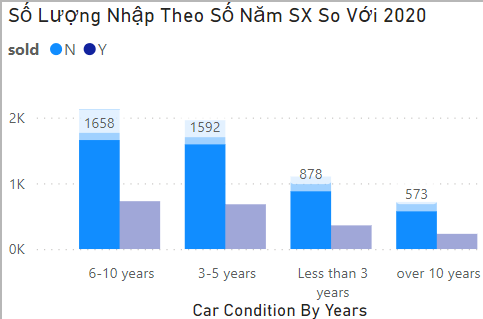 Số Lượng Nhập Theo Số Năm SX So Với 2020
sold N Y
2K
1K
0K
1658
1592
878
573
6-10 years
3-5 years
Less than 3
years
over 10 years
Car Condition By Years